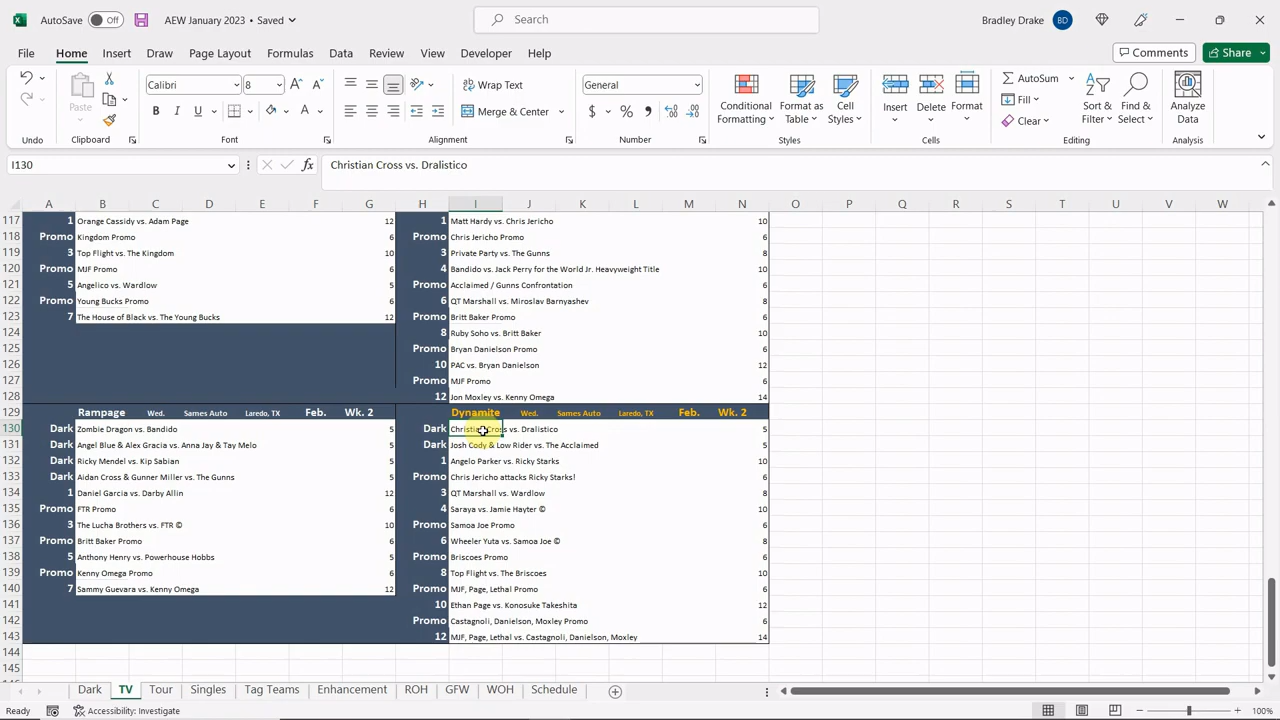 AutoSave Off AEW January 2023 • Saved Search Bradley Drake BD
File Home Insert Draw Page Layout Formulas Data Review View Developer Help Comments Share
Paste Calibri 8 Wrap Text General Conditional Formatting Format as Table Cell Styles Insert Delete Format AutoSum Sort & Filter Find & Select Analyze Data
B I U A Merge & Center $ % , Fill
Clear
Undo Clipboard Font Alignment Number Styles Cells Editing Analysis
I130 fx Christian Cross vs. Dralistico
A B C D E F G H I J K L M N O P Q R S T U V W
117 1 Orange Cassidy vs. Adam Page 12 1 Matt Hardy vs. Chris Jericho 10
118 Promo Kingdom Promo 6 Promo Chris Jericho Promo 6
119 3 Top Flight vs. The Kingdom 10 3 Private Party vs. The Gunns 8
120 Promo MJF Promo 6 4 Bandido vs. Jack Perry for the World Jr. Heavyweight Title 10
121 5 Angelico vs. Wardlow 5 Promo Acclaimed / Gunns Confrontation 6
122 Promo Young Bucks Promo 6 6 QT Marshall vs. Miroslav Barnyashev 8
123 7 The House of Black vs. The Young Bucks 12 Promo Britt Baker Promo 6
124 8 Ruby Soho vs. Britt Baker 10
125 Promo Bryan Danielson Promo 6
126 10 PAC vs. Bryan Danielson 12
127 Promo MJF Promo 6
128 12 Jon Moxley vs. Kenny Omega 14
129 Rampage Wed. Sames Auto Laredo, TX Feb. Wk. 2 Dynamite Wed. Sames Auto Laredo, TX Feb. Wk. 2
130 Dark Zombie Dragon vs. Bandido 5 Dark Christian Cross vs. Dralistico 5
131 Dark Angel Blue & Alex Gracia vs. Anna Jay & Tay Melo 5 Dark Josh Cody & Low Rider vs. The Acclaimed 5
132 Dark Ricky Mendel vs. Kip Sabian 5 1 Angelo Parker vs. Ricky Starks 10
133 Dark Aidan Cross & Gunner Miller vs. The Gunns 5 Promo Chris Jericho attacks Ricky Starks! 6
134 1 Daniel Garcia vs. Darby Allin 12 3 QT Marshall vs. Wardlow 8
135 Promo FTR Promo 6 4 Saraya vs. Jamie Hayter © 8
136 3 The Lucha Brothers vs. FTR © 10 Promo Samoa Joe Promo 6
137 Promo Britt Baker Promo 6 6 Wheeler Yuta vs. Samoa Joe © 8
138 5 Anthony Henry vs. Powerhouse Hobbs 5 Promo Briscoes Promo 6
139 Promo Kenny Omega Promo 6 8 Top Flight vs. The Briscoes 10
140 7 Sammy Guevara vs. Kenny Omega 12 Promo MJF, Page, Lethal Promo 6
141 10 Ethan Page vs. Konosuke Takeshita 12
142 Promo Castagnoli, Danielson, Moxley Promo 6
143 12 MJF, Page, Lethal vs. Castagnoli, Danielson, Moxley 14
144
145
Dark TV Tour Singles Tag Teams Enhancement ROH GFW WOH Schedule
Ready Accessibility: Investigate 100%